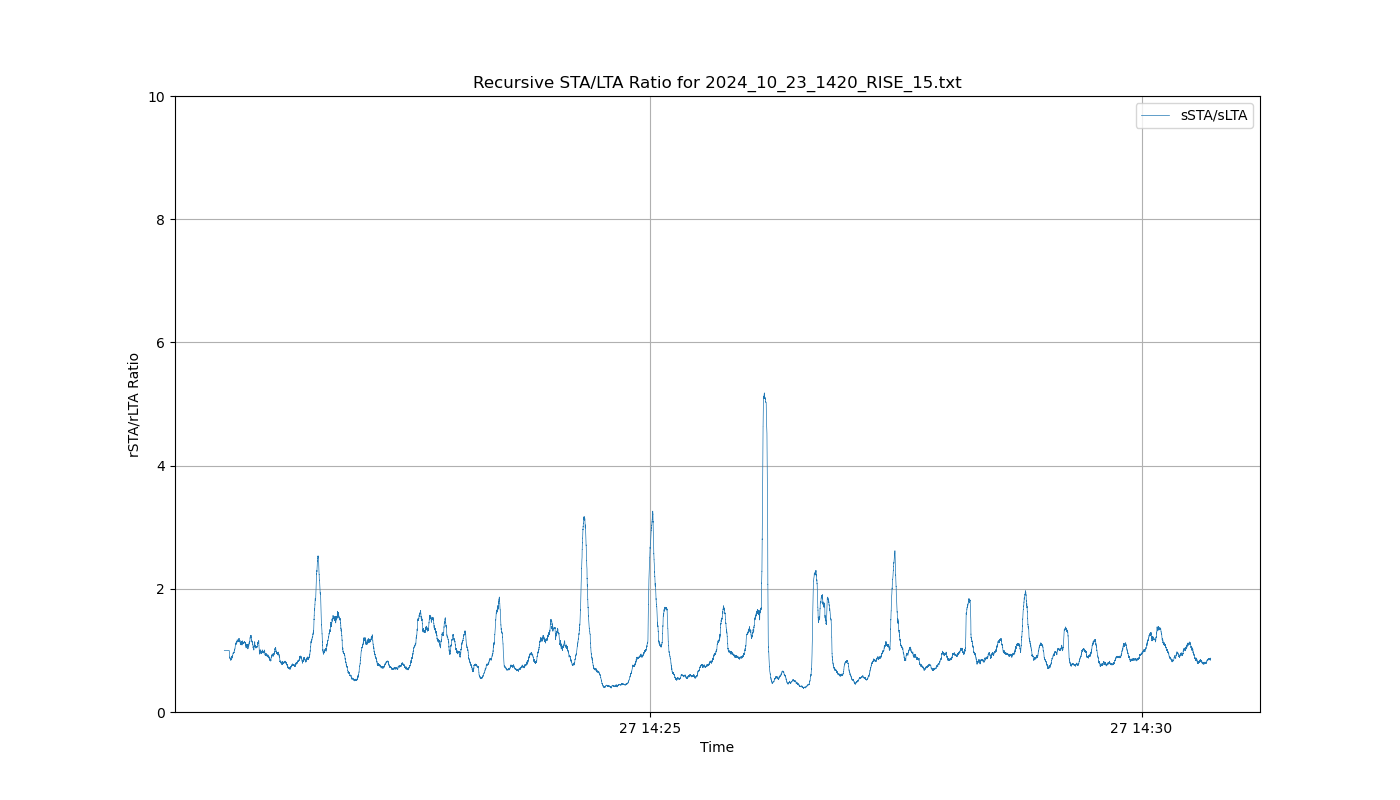 Recursive STA/LTA Ratio for 2024_10_23_1420_RISE_15.txt
sSTA/sLTA
rSTA/rLTA Ratio
10
8
6
4
2
0
27 14:25
27 14:30
Time